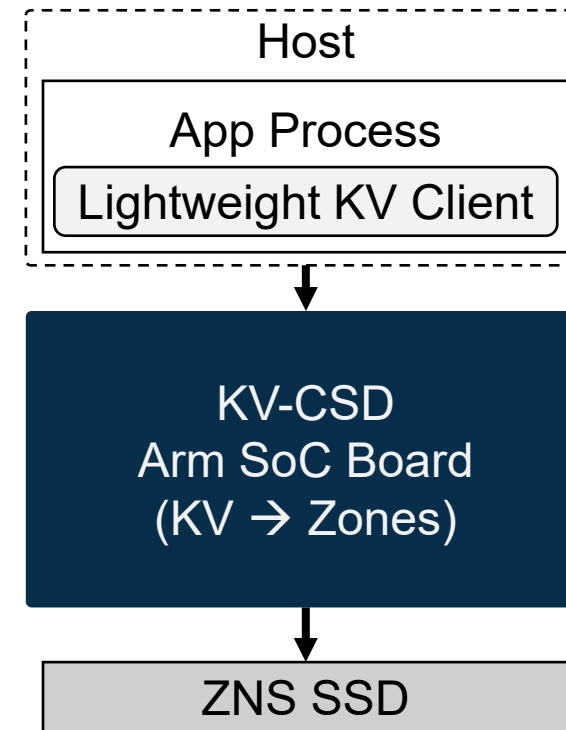 Host
App Process
Lightweight KV Client
KV-CSD
Arm SoC Board
(KV → Zones)
ZNS SSD